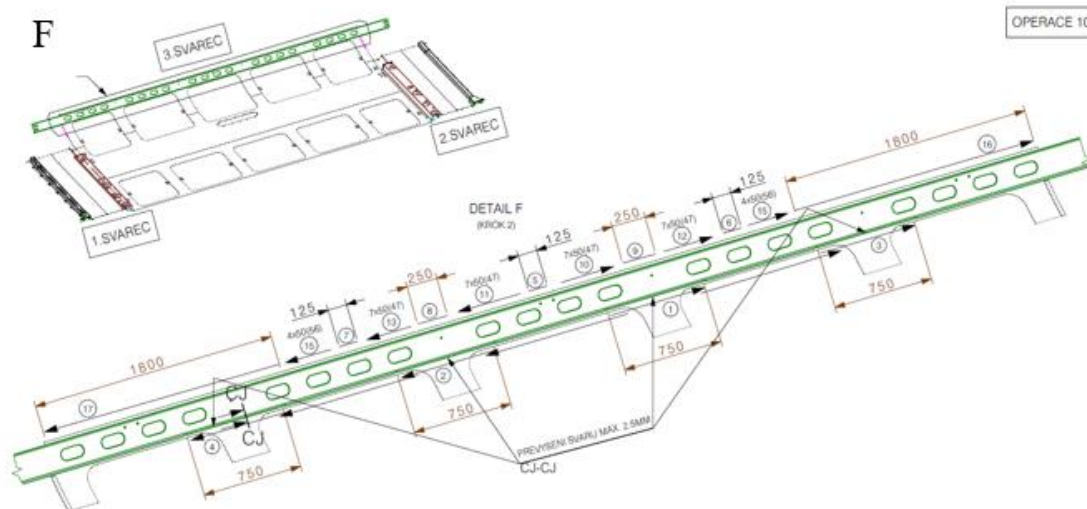 F
OPERACE 10
3.SVAREC
2.SVAREC
1.SVAREC
DETAIL F
(KROK 2)
1800
16
125
6
4x50(56)
15
250
9
7x50(47)
12
3
125
5
7x50(47)
10
750
250
8
7x50(47)
11
1
125
7
7x50(47)
13
750
4x50(56)
15
2
1800
17
750
CJ
CJ
4
750
PREVYSENI SVARU MAX. 2.5MM
CJ-CJ